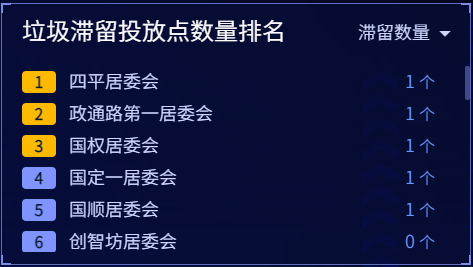 垃圾滞留投放点数量排名 滞留数量
1 四平居委会 1 个
2 政通路第一居委会 1 个
3 国权居委会 1 个
4 国定一居委会 1 个
5 国顺居委会 1 个
6 创智坊居委会 0 个